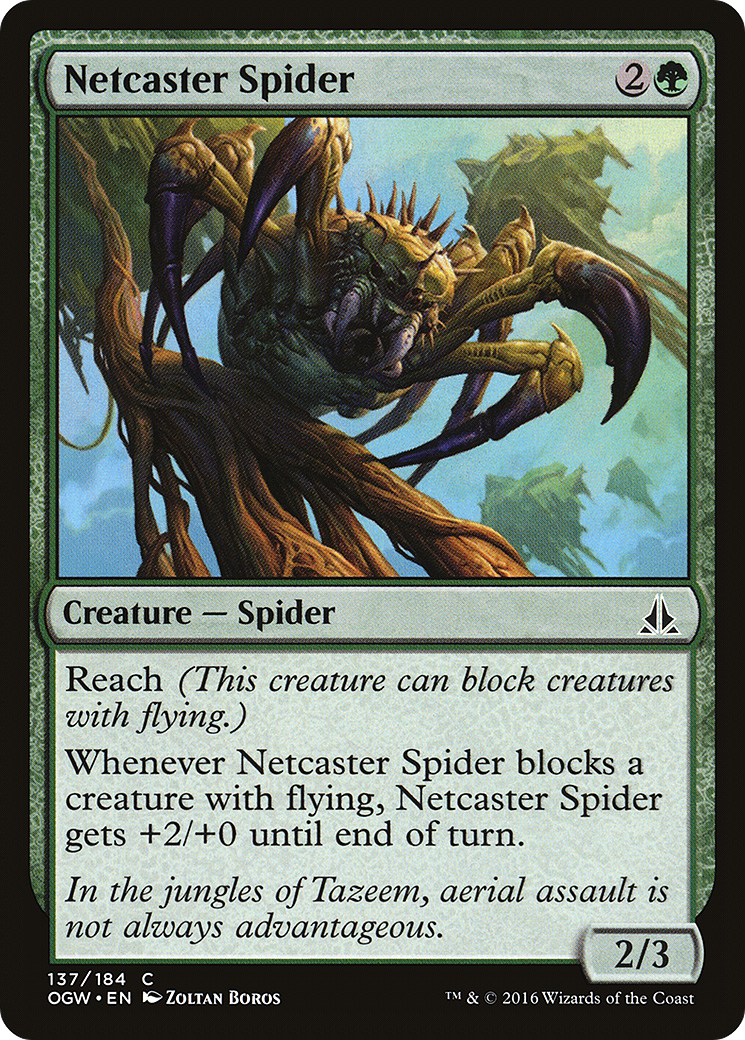 Netcaster Spider 2
Creature — Spider
Reach (This creature can block creatures
with flying.)
Whenever Netcaster Spider blocks a
creature with flying, Netcaster Spider
gets +2/+0 until end of turn.
In the jungles of Tazeem, aerial assault is
not always advantageous.
2/3
137/184 C
OGW • EN Zoltan Boros
™ & © 2016 Wizards of the Coast